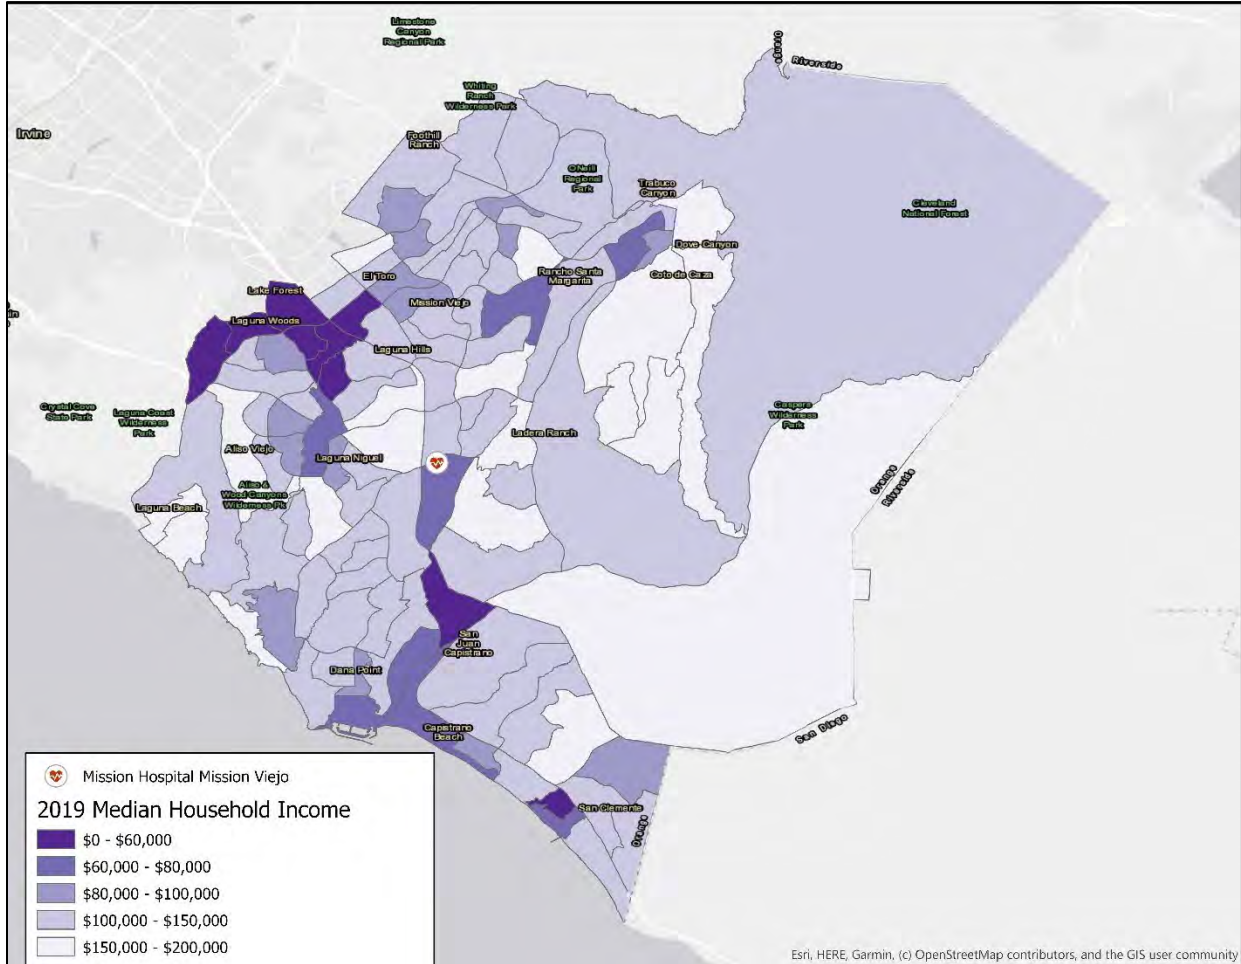 Limestone
Canyon
Regional Park
Orange
Riverside
Whiting
Ranch
Wilderness Park
Irvine
Foothill
Ranch
O'Neill
Regional
Park
Trabuco
Canyon
Cleveland
National Forest
Dove Canyon
El Toro
Rancho Santa
Margarita
Coto de Caza
Lake Forest
Mission Viejo
Laguna Woods
Laguna Hills
Crystal Cove
State Park
Laguna Coast
Wilderness
Park
Caspers
Wilderness
Park
Ladera Ranch
Aliso Viejo
Laguna Niguel
Orange
Riverside
Aliso &
Wood Canyons
Wilderness Pk
Laguna Beach
San
Juan
Capistrano
Dana Point
Capistrano
Beach
San Diego
San Clemente
Orange
Mission Hospital Mission Viejo
2019 Median Household Income
$0 - $60,000
$60,000 - $80,000
$80,000 - $100,000
$100,000 - $150,000
$150,000 - $200,000
Esri, HERE, Garmin, (c) OpenStreetMap contributors, and the GIS user community